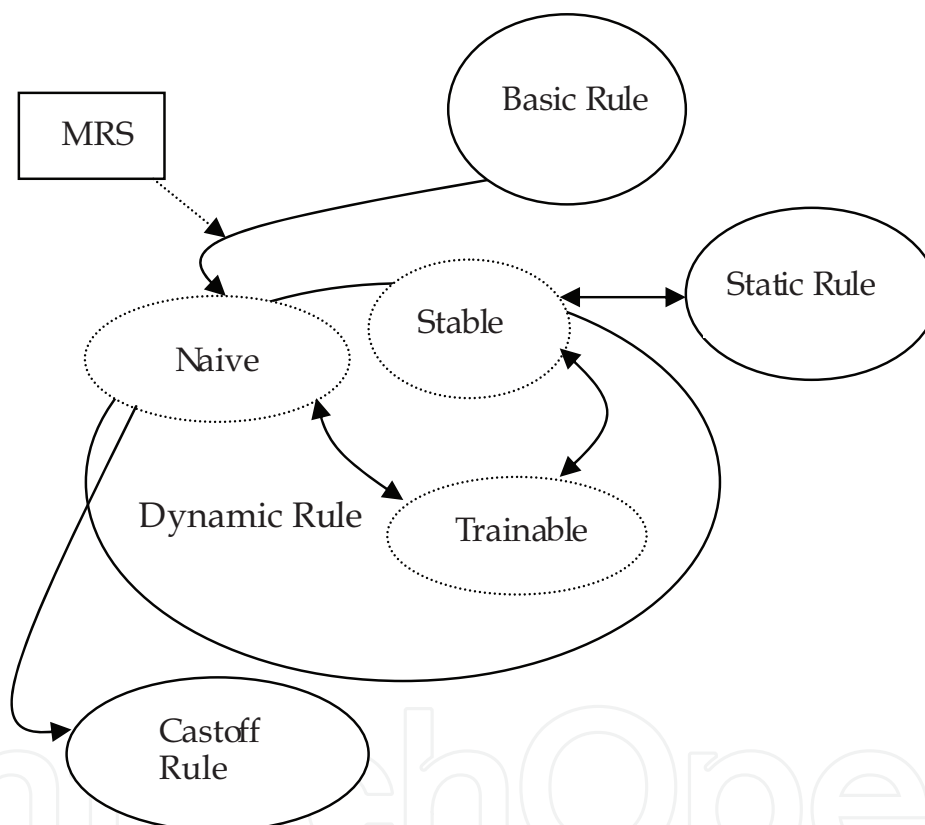 Basic Rule
MRS
Static Rule
Stable
Naive
Dynamic Rule
Trainable
Castoff
Rule